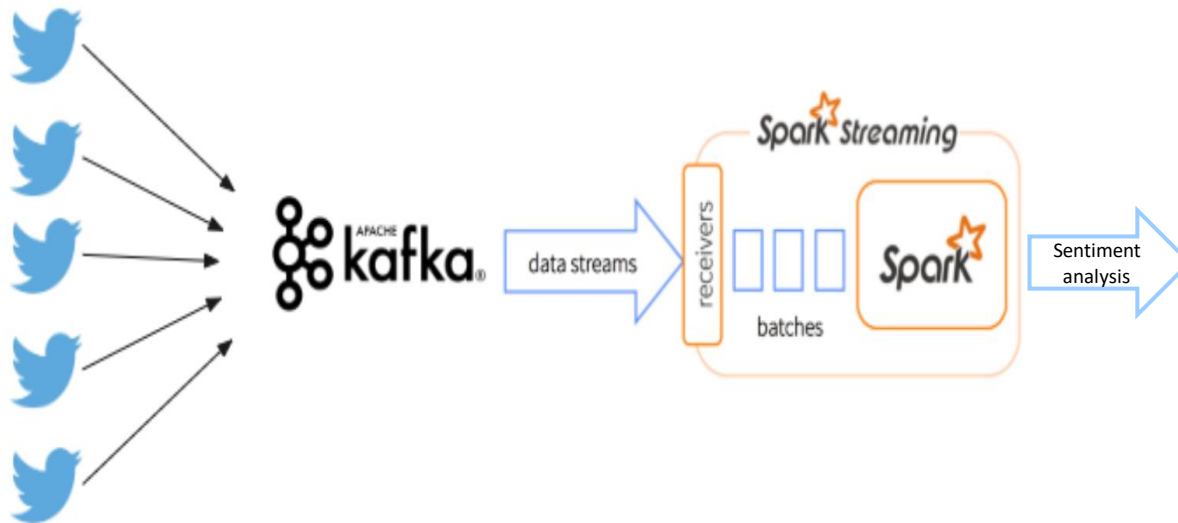 Spark Streaming
APACHE
kafka®
data streams
receivers
batches
Spark
Sentiment
analysis